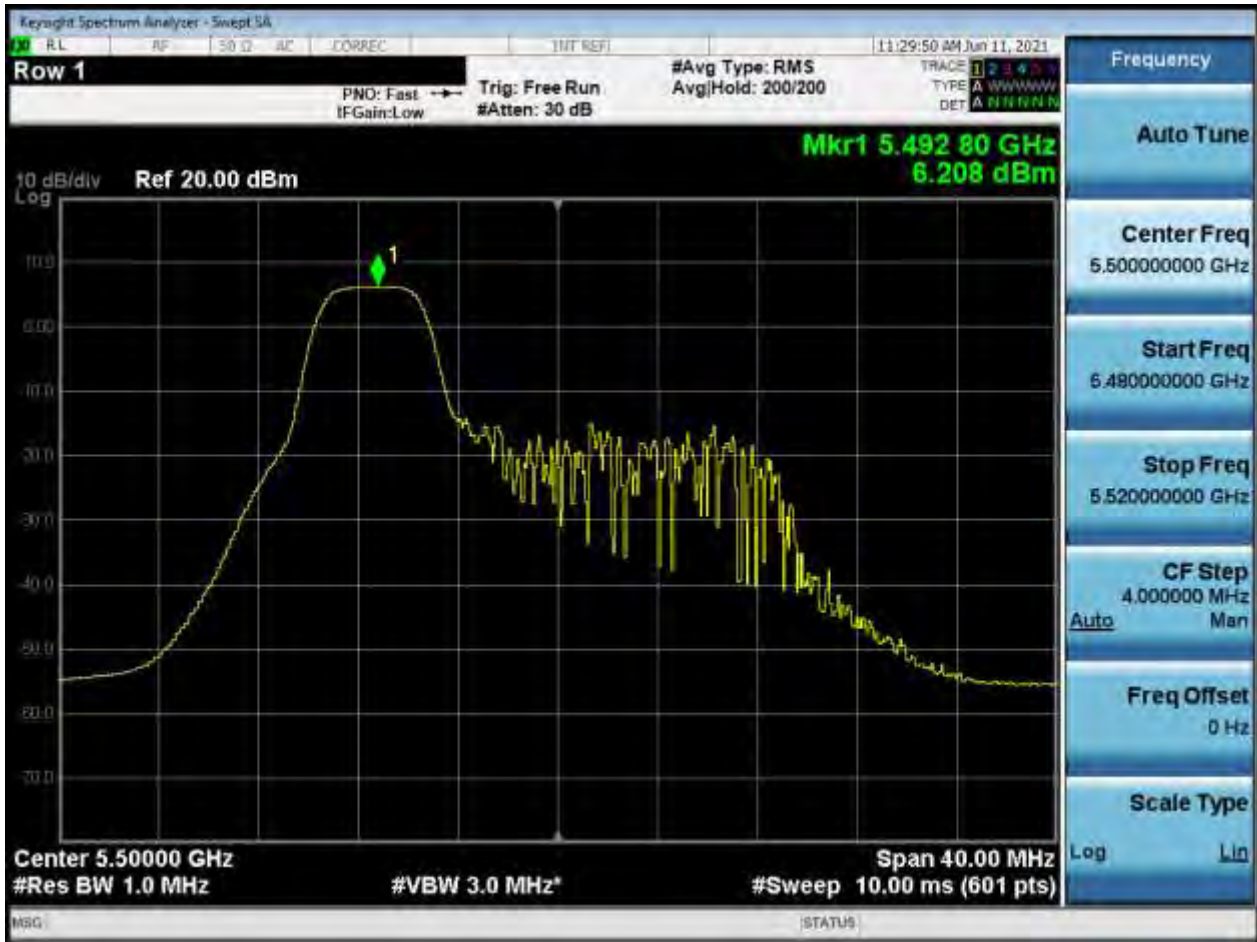 Keysight Spectrum Analyzer - Swept SA
RL RF 50 Ω AC CORREC INT REF 11:29:50 AM Jun 11, 2021
Row 1
PNO: Fast
IFGain:Low
Trig: Free Run
#Atten: 30 dB
#Avg Type: RMS
Avg|Hold: 200/200
TRACE 1 2 3 4 5 6
TYPE A WWWWW
DET A N N N N N
Mkr1 5.492 80 GHz
6.208 dBm
10 dB/div Ref 20.00 dBm
Log
1
10.0
0.00
-10.0
-20.0
-30.0
-40.0
-50.0
-60.0
-70.0
Center 5.50000 GHz
Span 40.00 MHz
#Res BW 1.0 MHz
#VBW 3.0 MHz*
#Sweep 10.00 ms (601 pts)
MSG
STATUS
Frequency
Auto Tune
Center Freq
5.500000000 GHz
Start Freq
5.480000000 GHz
Stop Freq
5.520000000 GHz
CF Step
4.000000 MHz
Auto Man
Freq Offset
0 Hz
Scale Type
Log Lin